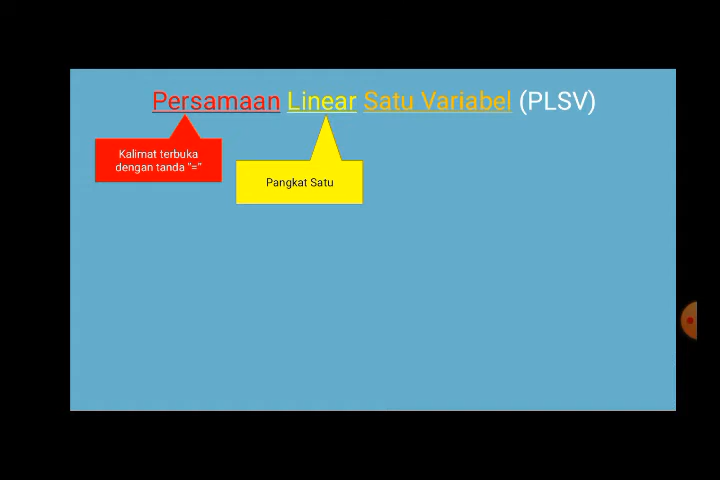 Persamaan Linear Satu Variabel (PLSV)
Kalimat terbuka
dengan tanda "="
Pangkat Satu